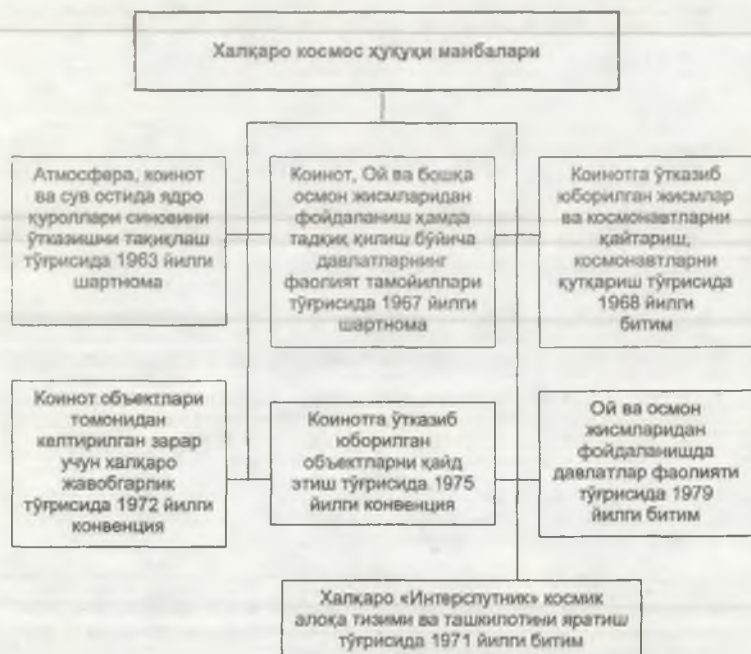 Халқаро космос ҳуқуқи манбалари
Атмосфера, коинот
ва сув остида ядро
қуроллари синовини
ўтказишни тақиқлаш
тўғрисида 1963 йилги
шартнома
Коинот, Ой ва бошқа
осмон жисмларидан
фойдаланиш ҳамда
тадқиқ қилиш бўйича
давлатларнинг
фаолият тамойиллари
тўғрисида 1967 йилги
шартнома
Коинотга ўтказиб
юборилган жисмлар
ва космонавтларни
қайтариш,
космонавтларни
қутқариш тўғрисида
1968 йилги
битим
Коинот объектлари
томонидан
келтирилган зарар
учун халқаро
жавобгарлик
тўғрисида 1972 йилги
конвенция
Коинотга ўтказиб
юборилган
объектларни қайд
этиш тўғрисида 1975
йилги конвенция
Ой ва осмон
жисмларидан
фойдаланишда
давлатлар фаолияти
тўғрисида 1979
йилги битим
Халқаро «Интерспутник» космик
алоқа тизими ва ташкилотини яратиш
тўғрисида 1971 йилги битим